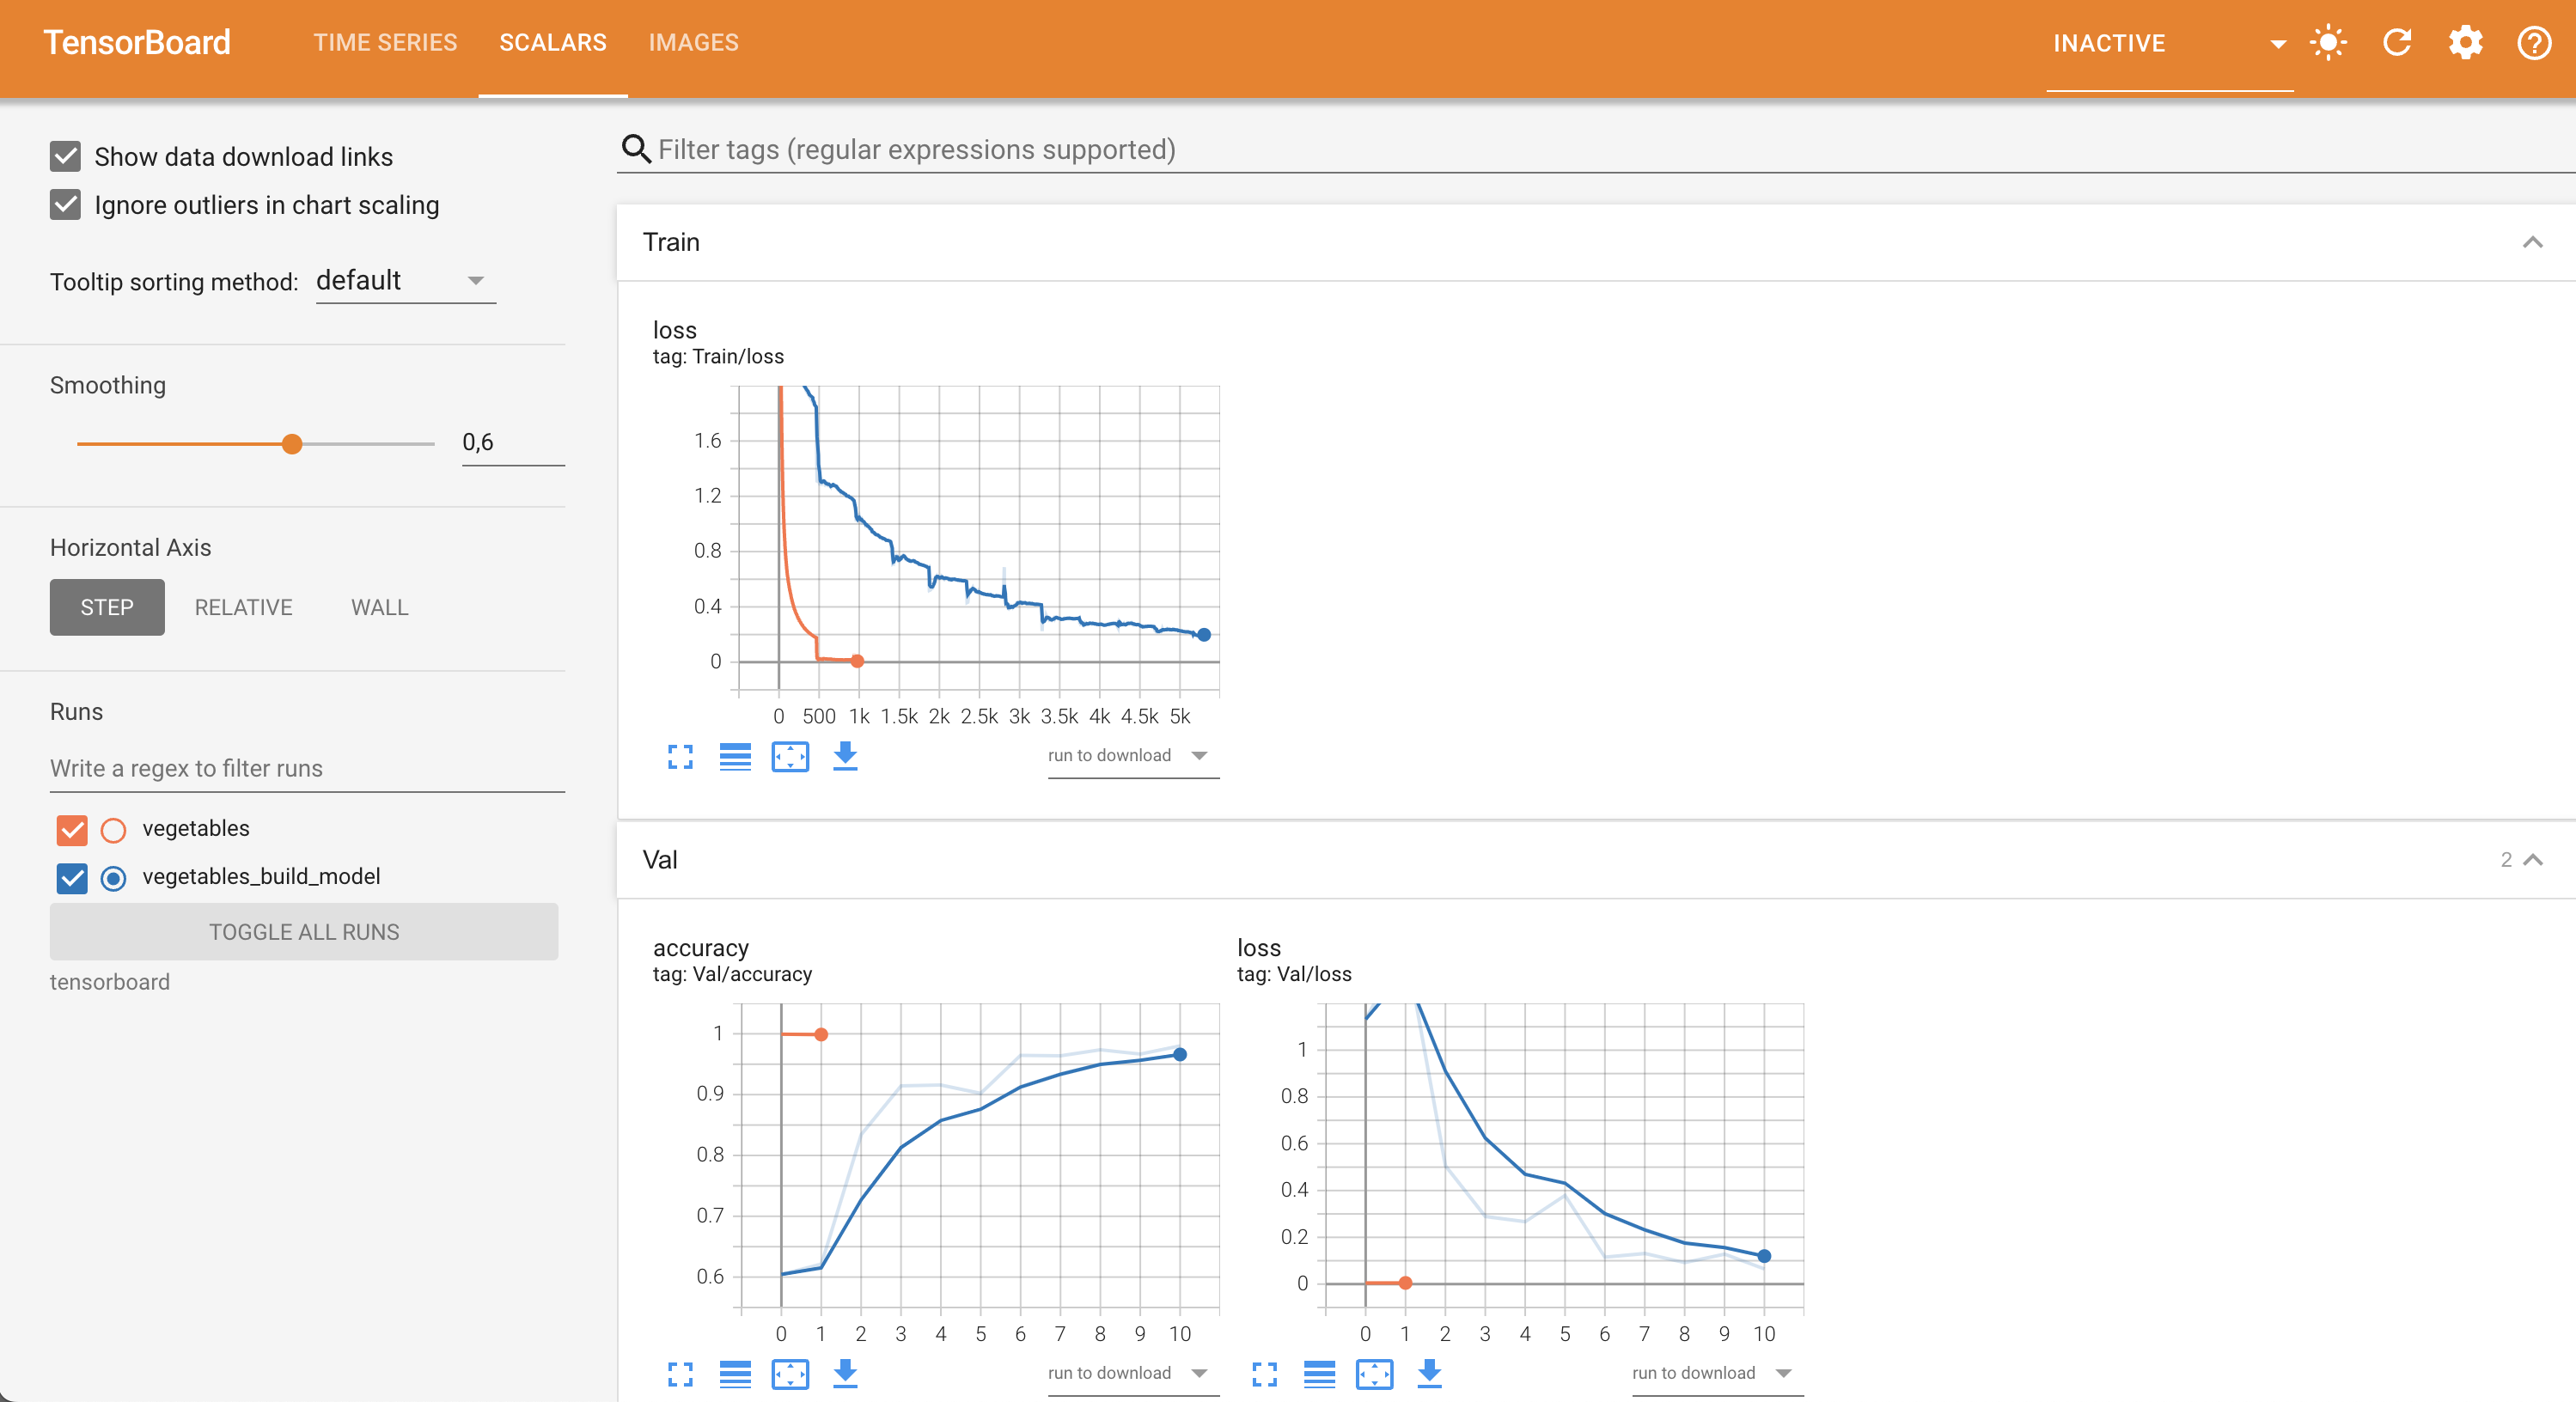 TensorBoard
TIME SERIES
SCALARS
IMAGES
INACTIVE
Show data download links
Ignore outliers in chart scaling
Tooltip sorting method: default
Smoothing
0,6
Horizontal Axis
STEP
RELATIVE
WALL
Runs
Write a regex to filter runs
vegetables
vegetables_build_model
TOGGLE ALL RUNS
tensorboard
Filter tags (regular expressions supported)
Train
loss
tag: Train/loss
1.6
1.2
0.8
0.4
0
0 500 1k 1.5k 2k 2.5k 3k 3.5k 4k 4.5k 5k
run to download
Val
2
accuracy
tag: Val/accuracy
1
0.9
0.8
0.7
0.6
0 1 2 3 4 5 6 7 8 9 10
run to download
loss
tag: Val/loss
1
0.8
0.6
0.4
0.2
0
0 1 2 3 4 5 6 7 8 9 10
run to download